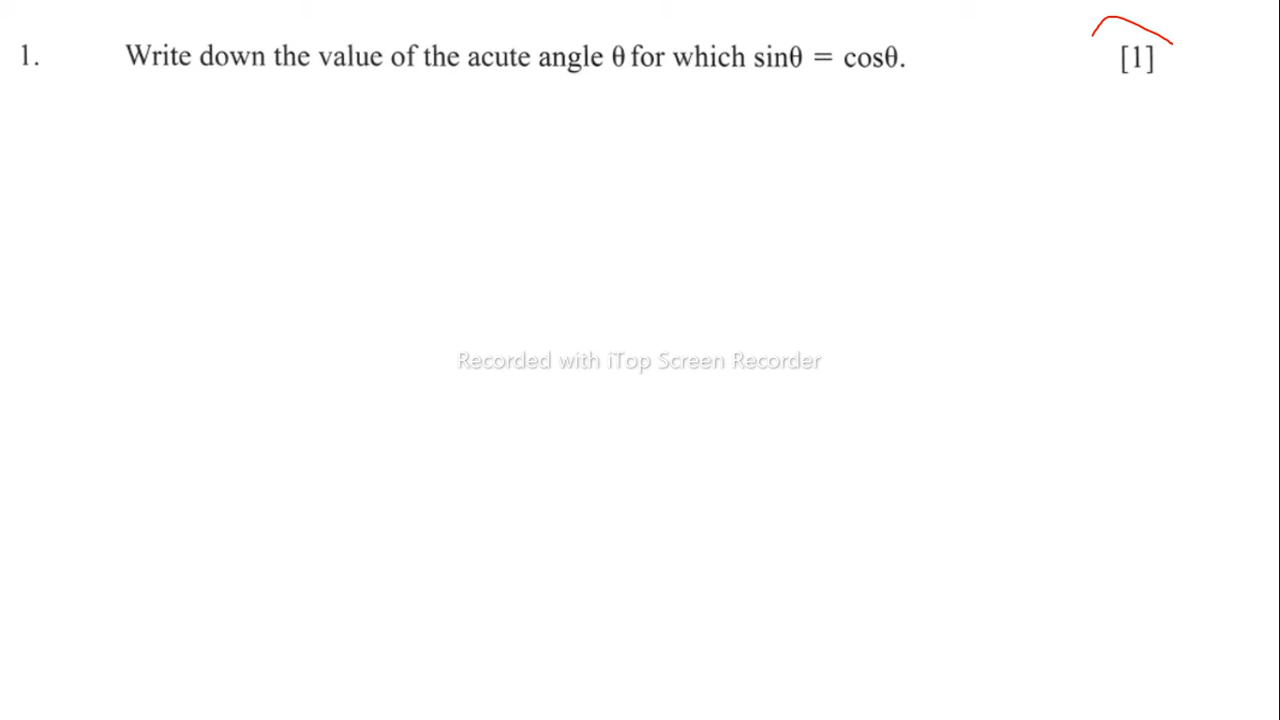 1. Write down the value of the acute angle θ for which sinθ = cosθ. [1]
Recorded with iTop Screen Recorder